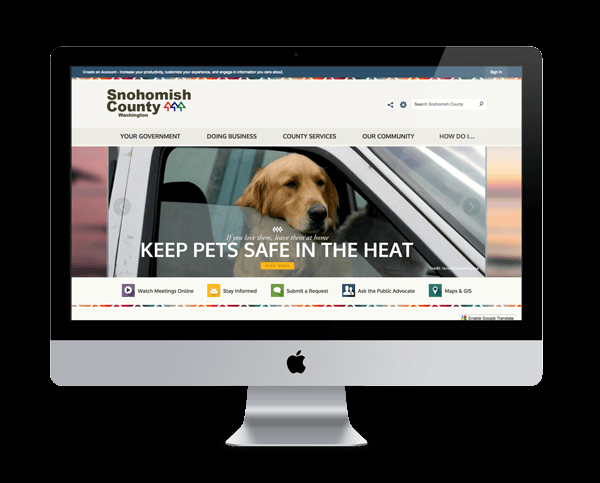 Create an Account - Increase your productivity, customize your experience, and engage in information you care about.
Sign In
Snohomish
County
Washington
Search Snohomish County
YOUR GOVERNMENT DOING BUSINESS COUNTY SERVICES OUR COMMUNITY HOW DO I...
If you love them, leave them at home
KEEP PETS SAFE IN THE HEAT
VIEW MORE
Watch Meetings Online Stay Informed Submit a Request Ask the Public Advocate Maps & GIS
Enable Google Translate